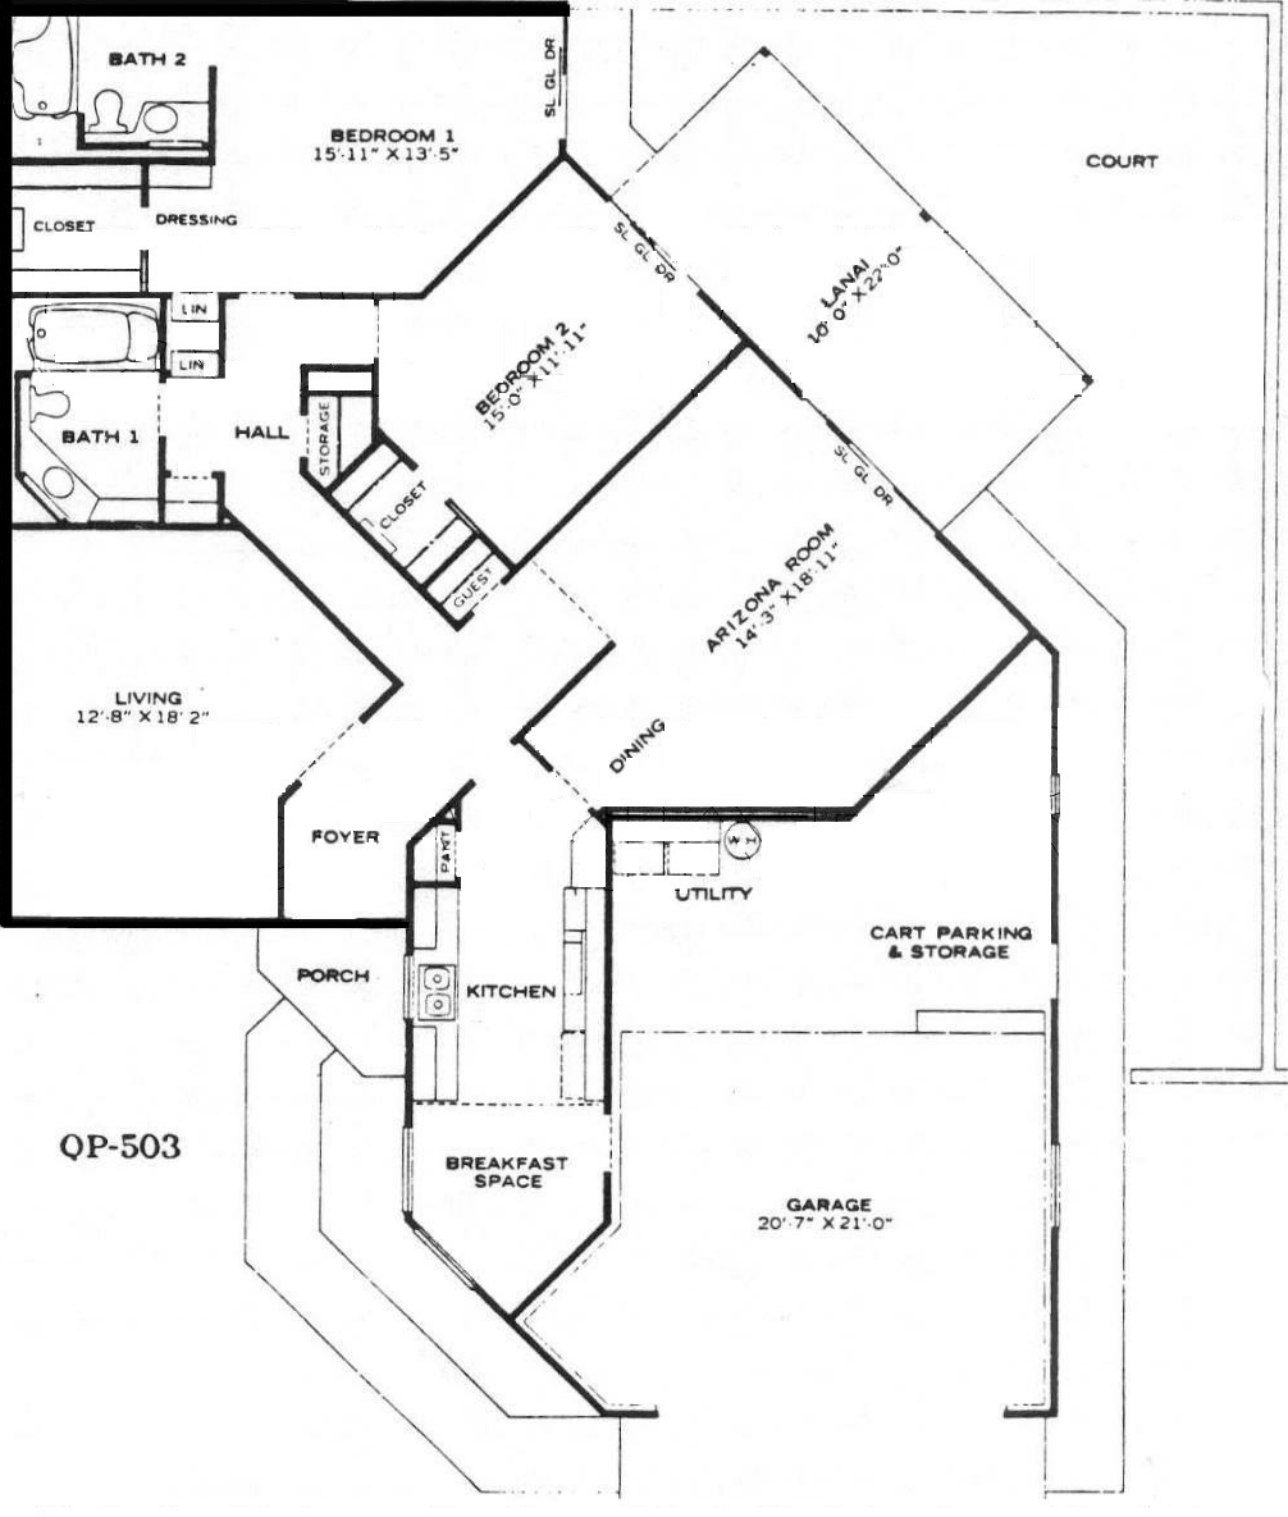 BATH 2
SL GL DR
BEDROOM 1
15'-11" X 13'-5"
COURT
CLOSET
DRESSING
SL GL DR
LANAI
10'-0" X 22'-0"
LIN
LIN
BEDROOM 2
15'-0" X 11'-11"
BATH 1
HALL
STORAGE
CLOSET
SL GL DR
GUEST
ARIZONA ROOM
14'-3" X 18'-11"
LIVING
12'-8" X 18'2"
DINING
FOYER
PANT
W H
UTILITY
CART PARKING
& STORAGE
PORCH
KITCHEN
QP-503
BREAKFAST
SPACE
GARAGE
20'-7" X 21'-0"